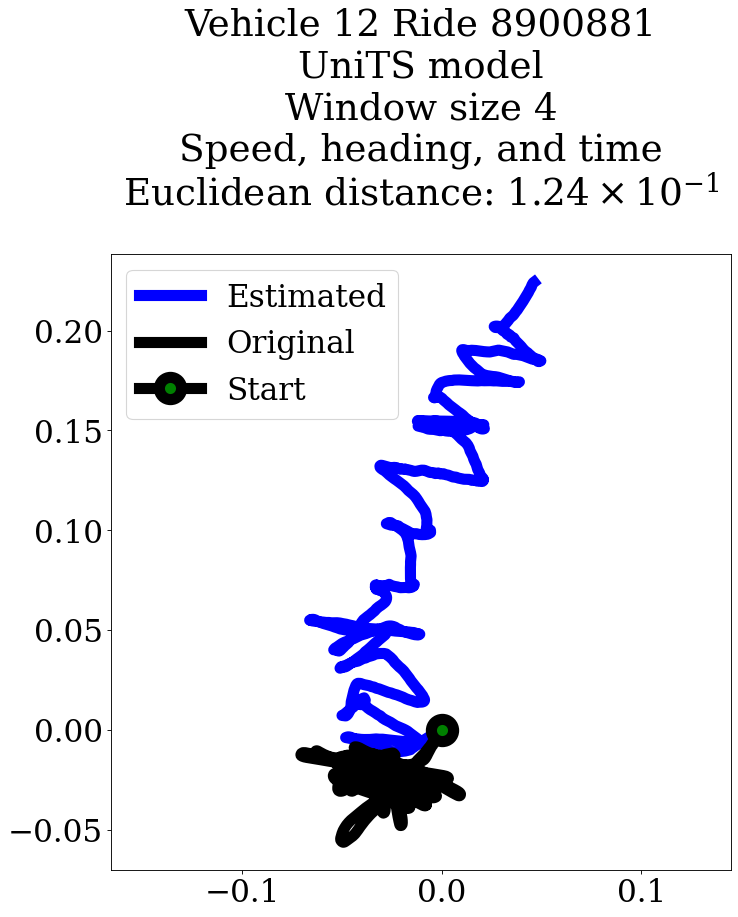 Vehicle 12 Ride 8900881
UniTS model
Window size 4
Speed, heading, and time
Euclidean distance: 1.24 × 10⁻¹
Estimated
Original
Start
0.20
0.15
0.10
0.05
0.00
−0.05
−0.1 0.0 0.1